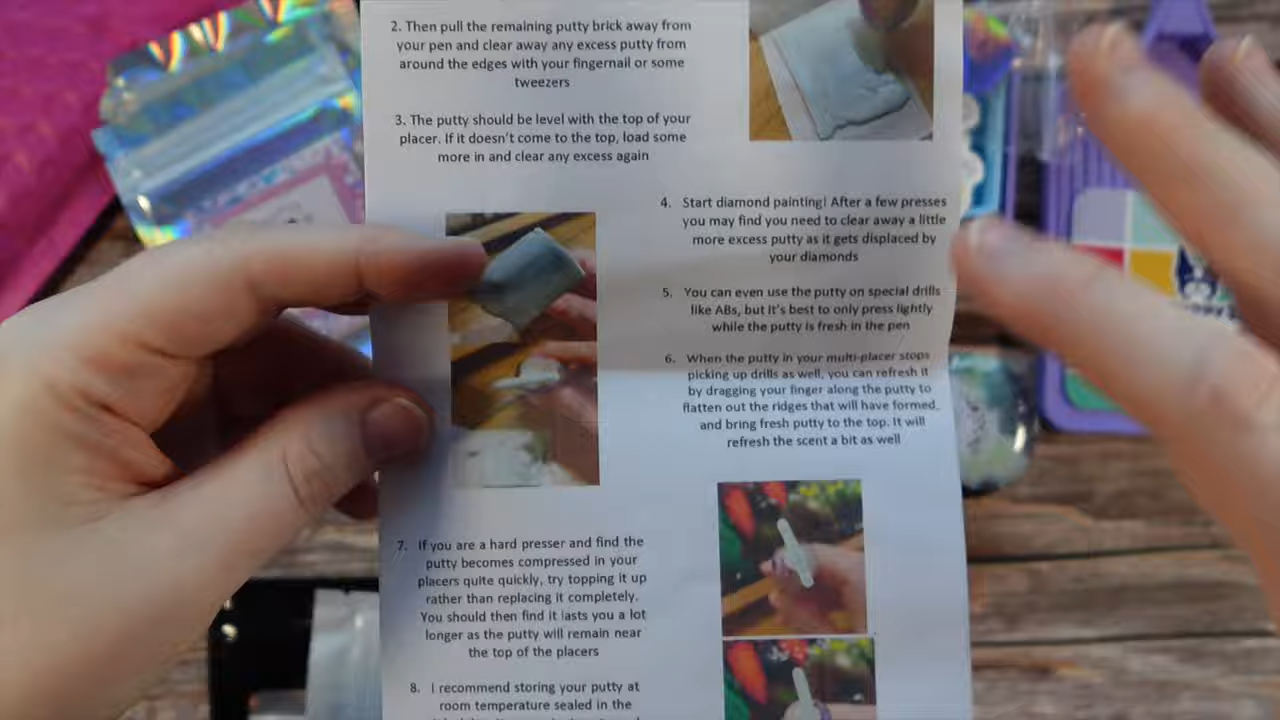 2. Then pull the remaining putty brick away from
your pen and clear away any excess putty from
around the edges with your fingernail or some
tweezers
3. The putty should be level with the top of your
placer. If it doesn't come to the top, load some
more in and clear any excess again
4. Start diamond painting! After a few presses
you may find you need to clear away a little
more excess putty as it gets displaced by
your diamonds
5. You can even use the putty on special drills
like ABs, but it's best to only press lightly
while the putty is fresh in the pen
6. When the putty in your multi-placer stops
picking up drills as well, you can refresh it
by dragging your finger along the putty to
flatten out the ridges that will have formed,
and bring fresh putty to the top. It will
refresh the scent a bit as well
7. If you are a hard presser and find the
putty becomes compressed in your
placers quite quickly, try topping it up
rather than replacing it completely.
You should then find it lasts you a lot
longer as the putty will remain near
the top of the placers
8. I recommend storing your putty at
room temperature sealed in the